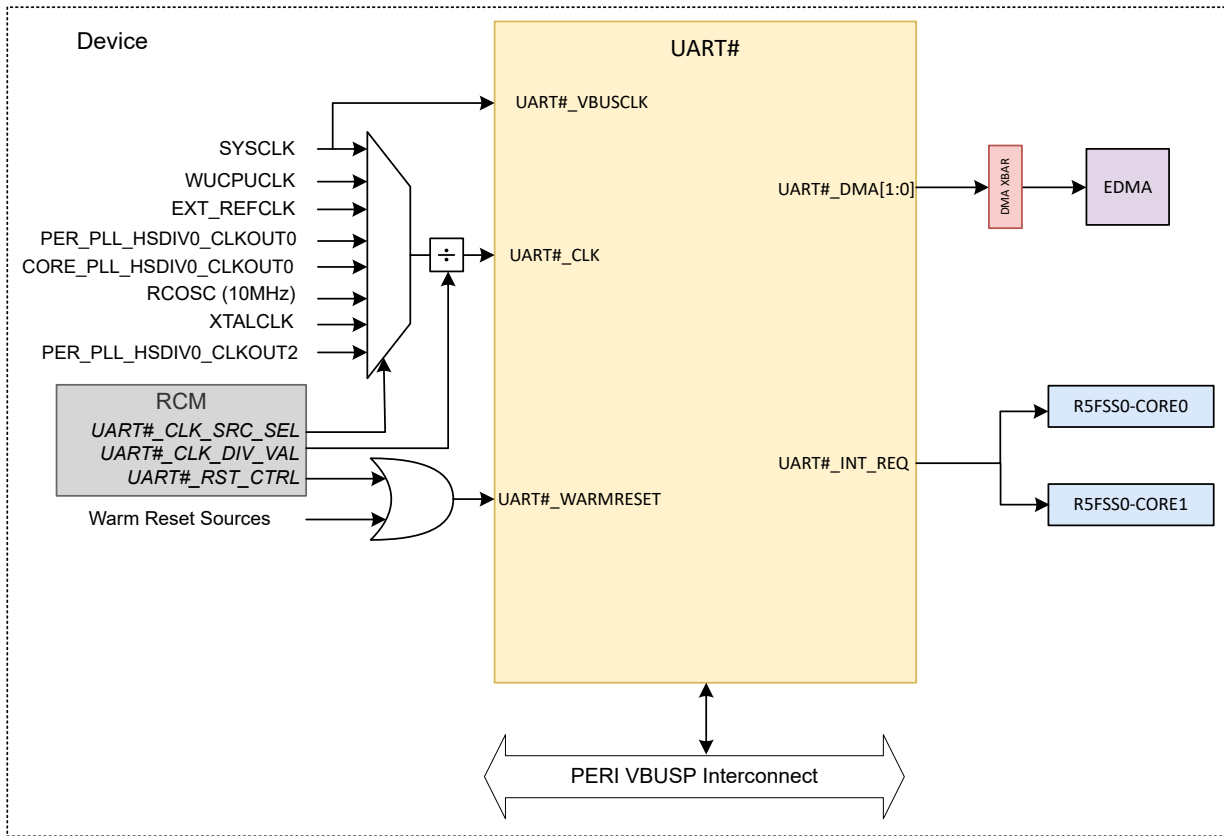 Device
UART#
UART#_VBUSCLK
SYSCLK
WUCPUCLK
EXT_REFCLK
PER_PLL_HSDIV0_CLKOUT0
CORE_PLL_HSDIV0_CLKOUT0
RCOSC (10MHz)
XTALCLK
PER_PLL_HSDIV0_CLKOUT2
÷
UART#_CLK
UART#_DMA[1:0]
DMA XBAR
EDMA
RCM
UART#_CLK_SRC_SEL
UART#_CLK_DIV_VAL
UART#_RST_CTRL
Warm Reset Sources
UART#_WARMRESET
UART#_INT_REQ
R5FSS0-CORE0
R5FSS0-CORE1
PERI VBUSP Interconnect